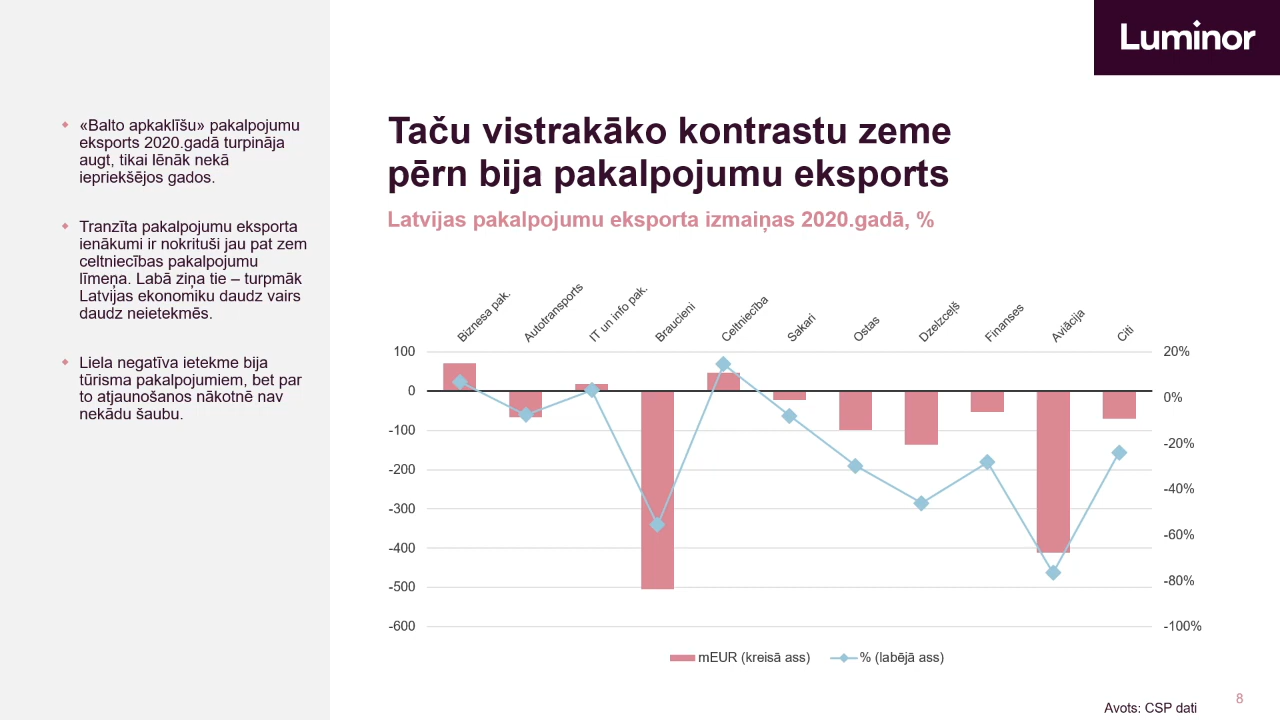 Luminor
«Balto apkaklīšu» pakalpojumu
eksports 2020.gadā turpināja
augt, tikai lēnāk nekā
iepriekšējos gados.
Tranzīta pakalpojumu eksporta
ienākumi ir nokrituši jau pat zem
celtniecības pakalpojumu
līmeņa. Labā ziņa tie – turpmāk
Latvijas ekonomiku daudz vairs
daudz neietekmēs.
Liela negatīva ietekme bija
tūrisma pakalpojumiem, bet par
to atjaunošanos nākotnē nav
nekādu šaubu.
Taču vistrakāko kontrastu zeme
pērn bija pakalpojumu eksports
Latvijas pakalpojumu eksporta izmaiņas 2020.gadā, %
Biznesa pak.
Autotransports
IT un info pak.
Braucieni
Celtniecība
Sakari
Ostas
Dzelzceļš
Finanses
Aviācija
Citi
100
0
-100
-200
-300
-400
-500
-600
20%
0%
-20%
-40%
-60%
-80%
-100%
mEUR (kreisā ass)
% (labējā ass)
Avots: CSP dati
8